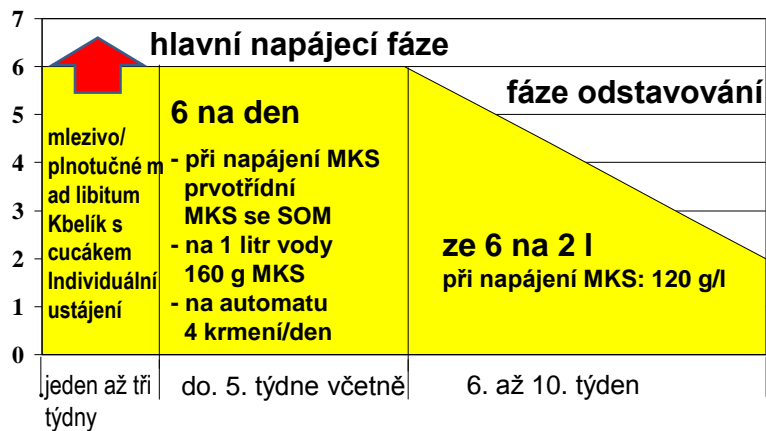 7
6
5
4
3
2
1
0
hlavní napájecí fáze
fáze odstavování
mlezivo/
plnotučné m
ad libitum
Kbelík s
cucákem
Individuální
ustájení
6 na den
- při napájení MKS
prvotřídní
MKS se SOM
- na 1 litr vody
160 g MKS
- na automatu
4 krmení/den
ze 6 na 2 l
při napájení MKS: 120 g/l
jeden až tři
týdny
do. 5. týdne včetně
6. až 10. týden